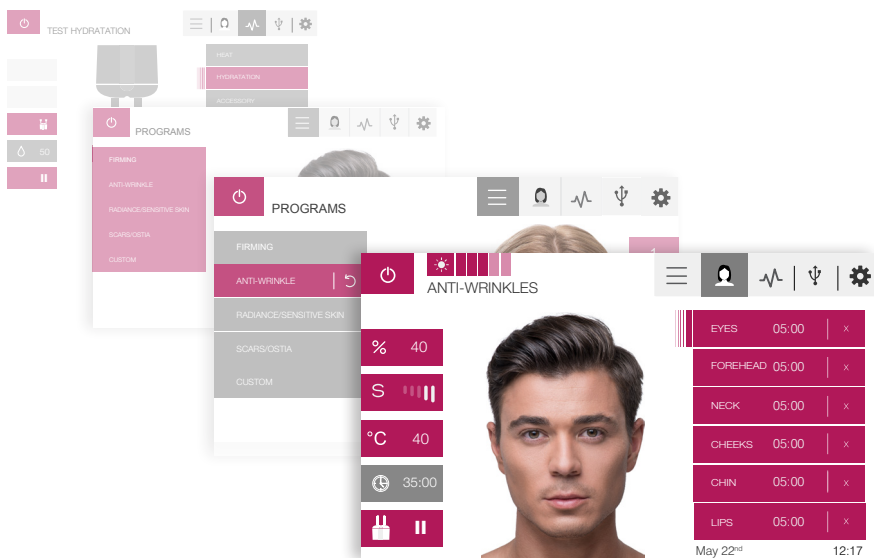 TEST HYDRATATION
HEAT
HYDRATATION
ACCESSORY
50
PROGRAMS
FIRMING
ANTI-WRINKLE
RADIANCE/SENSITIVE SKIN
SCARS/OSTIA
CUSTOM
PROGRAMS
FIRMING
ANTI-WRINKLE
RADIANCE/SENSITIVE SKIN
SCARS/OSTIA
CUSTOM
1
ANTI-WRINKLES
% 40
S
°C 40
35:00
EYES 05:00 x
FOREHEAD 05:00 x
NECK 05:00 x
CHEEKS 05:00 x
CHIN 05:00 x
LIPS 05:00 x
May 22nd 12:17